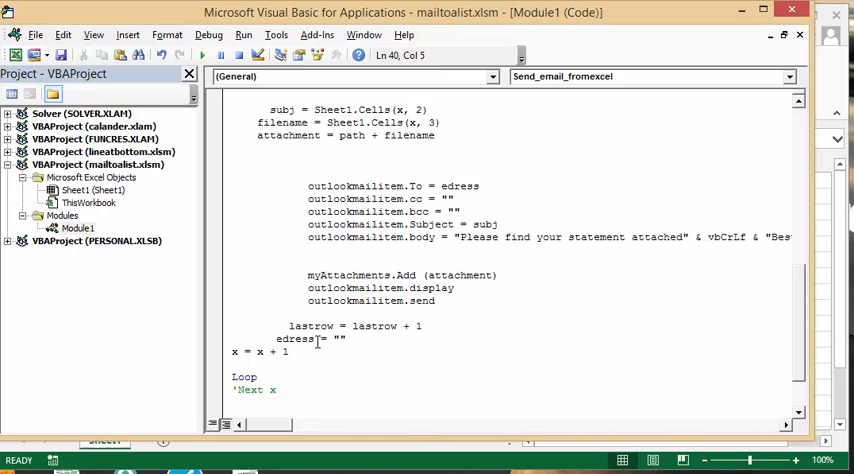 Microsoft Visual Basic for Applications - mailtoalist.xlsm - [Module1 (Code)]
File Edit View Insert Format Debug Run Tools Add-Ins Window Help
Ln 40, Col 5
Project - VBAProject
(General) Send_email_fromexcel
Solver (SOLVER.XLAM)
VBAProject (calander.xlam)
VBAProject (FUNCRES.XLAM)
VBAProject (lineatbottom.xlsm)
VBAProject (mailtoalist.xlsm)
Microsoft Excel Objects
Sheet1 (Sheet1)
ThisWorkbook
Modules
Module1
VBAProject (PERSONAL.XLSB)
subj = Sheet1.Cells(x, 2)
filename = Sheet1.Cells(x, 3)
attachment = path + filename
outlookmailitem.To = edress
outlookmailitem.cc = ""
outlookmailitem.bcc = ""
outlookmailitem.Subject = subj
outlookmailitem.body = "Please find your statement attached" & vbCrLf & "Bes
myAttachments.Add (attachment)
outlookmailitem.display
outlookmailitem.send
lastrow = lastrow + 1
edress = ""
x = x + 1
Loop
'Next x
Sheet1
READY 100%